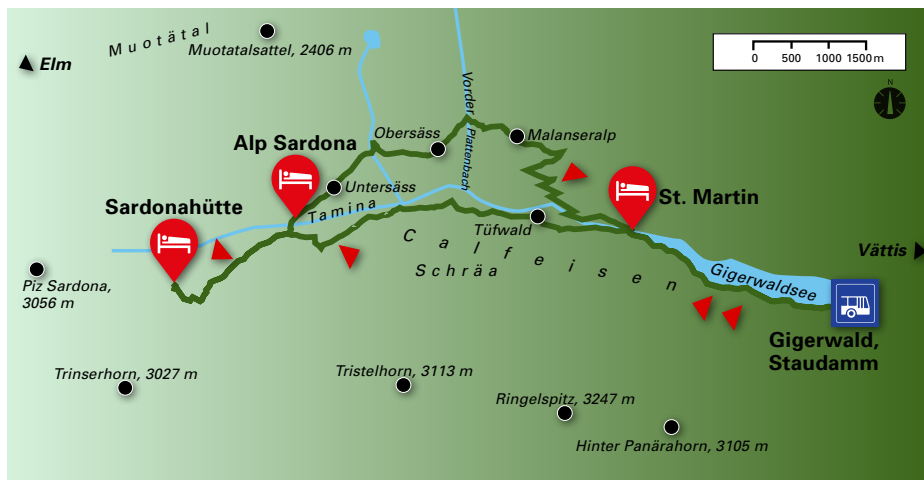 Muotätal
Muotatalsattel, 2406 m
Elm
0 500 1000 1500 m
N
Vorder Plattenbach
Obersäss
Malanseralp
Alp Sardona
Untersäss
St. Martin
Sardonahütte
Tamina
Tüfwald
Calfeisen
Schräa
Vättis
Gigerwaldsee
Piz Sardona,
3056 m
Gigerwald,
Staudamm
Trinserhorn, 3027 m
Tristelhorn, 3113 m
Ringelspitz, 3247 m
Hinter Panärahorn, 3105 m